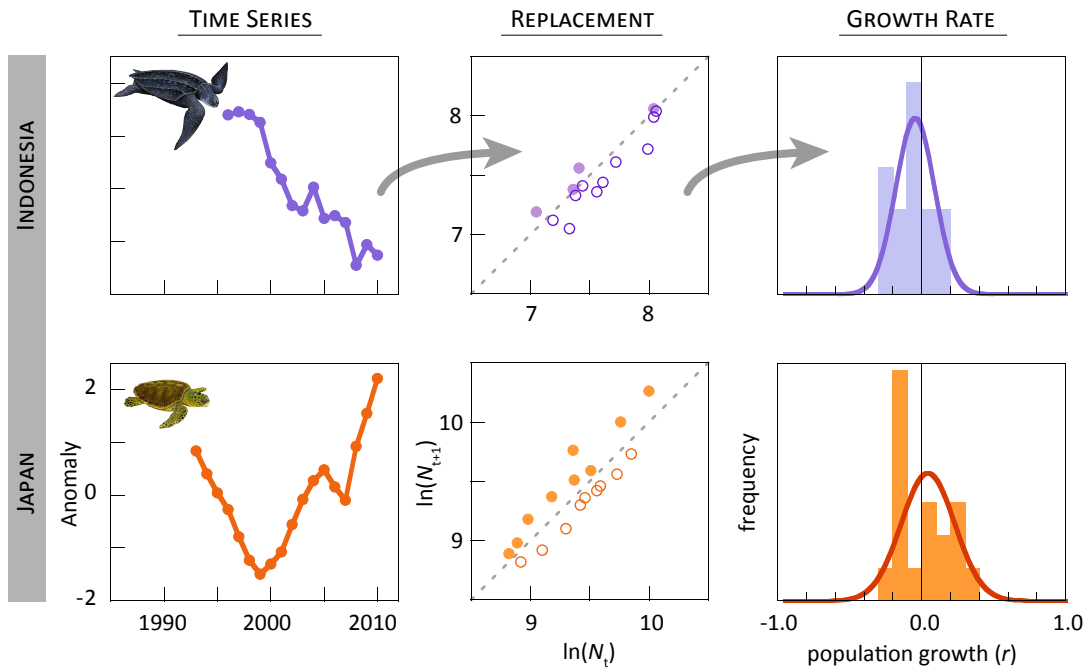 TIME SERIES
REPLACEMENT
GROWTH RATE
INDONESIA
8
7
7
8
JAPAN
Anomaly
2
0
-2
1990
2000
2010
ln(Nₜ₊₁)
10
9
9
10
ln(Nₜ)
frequency
-1.0
0.0
1.0
population growth (r)